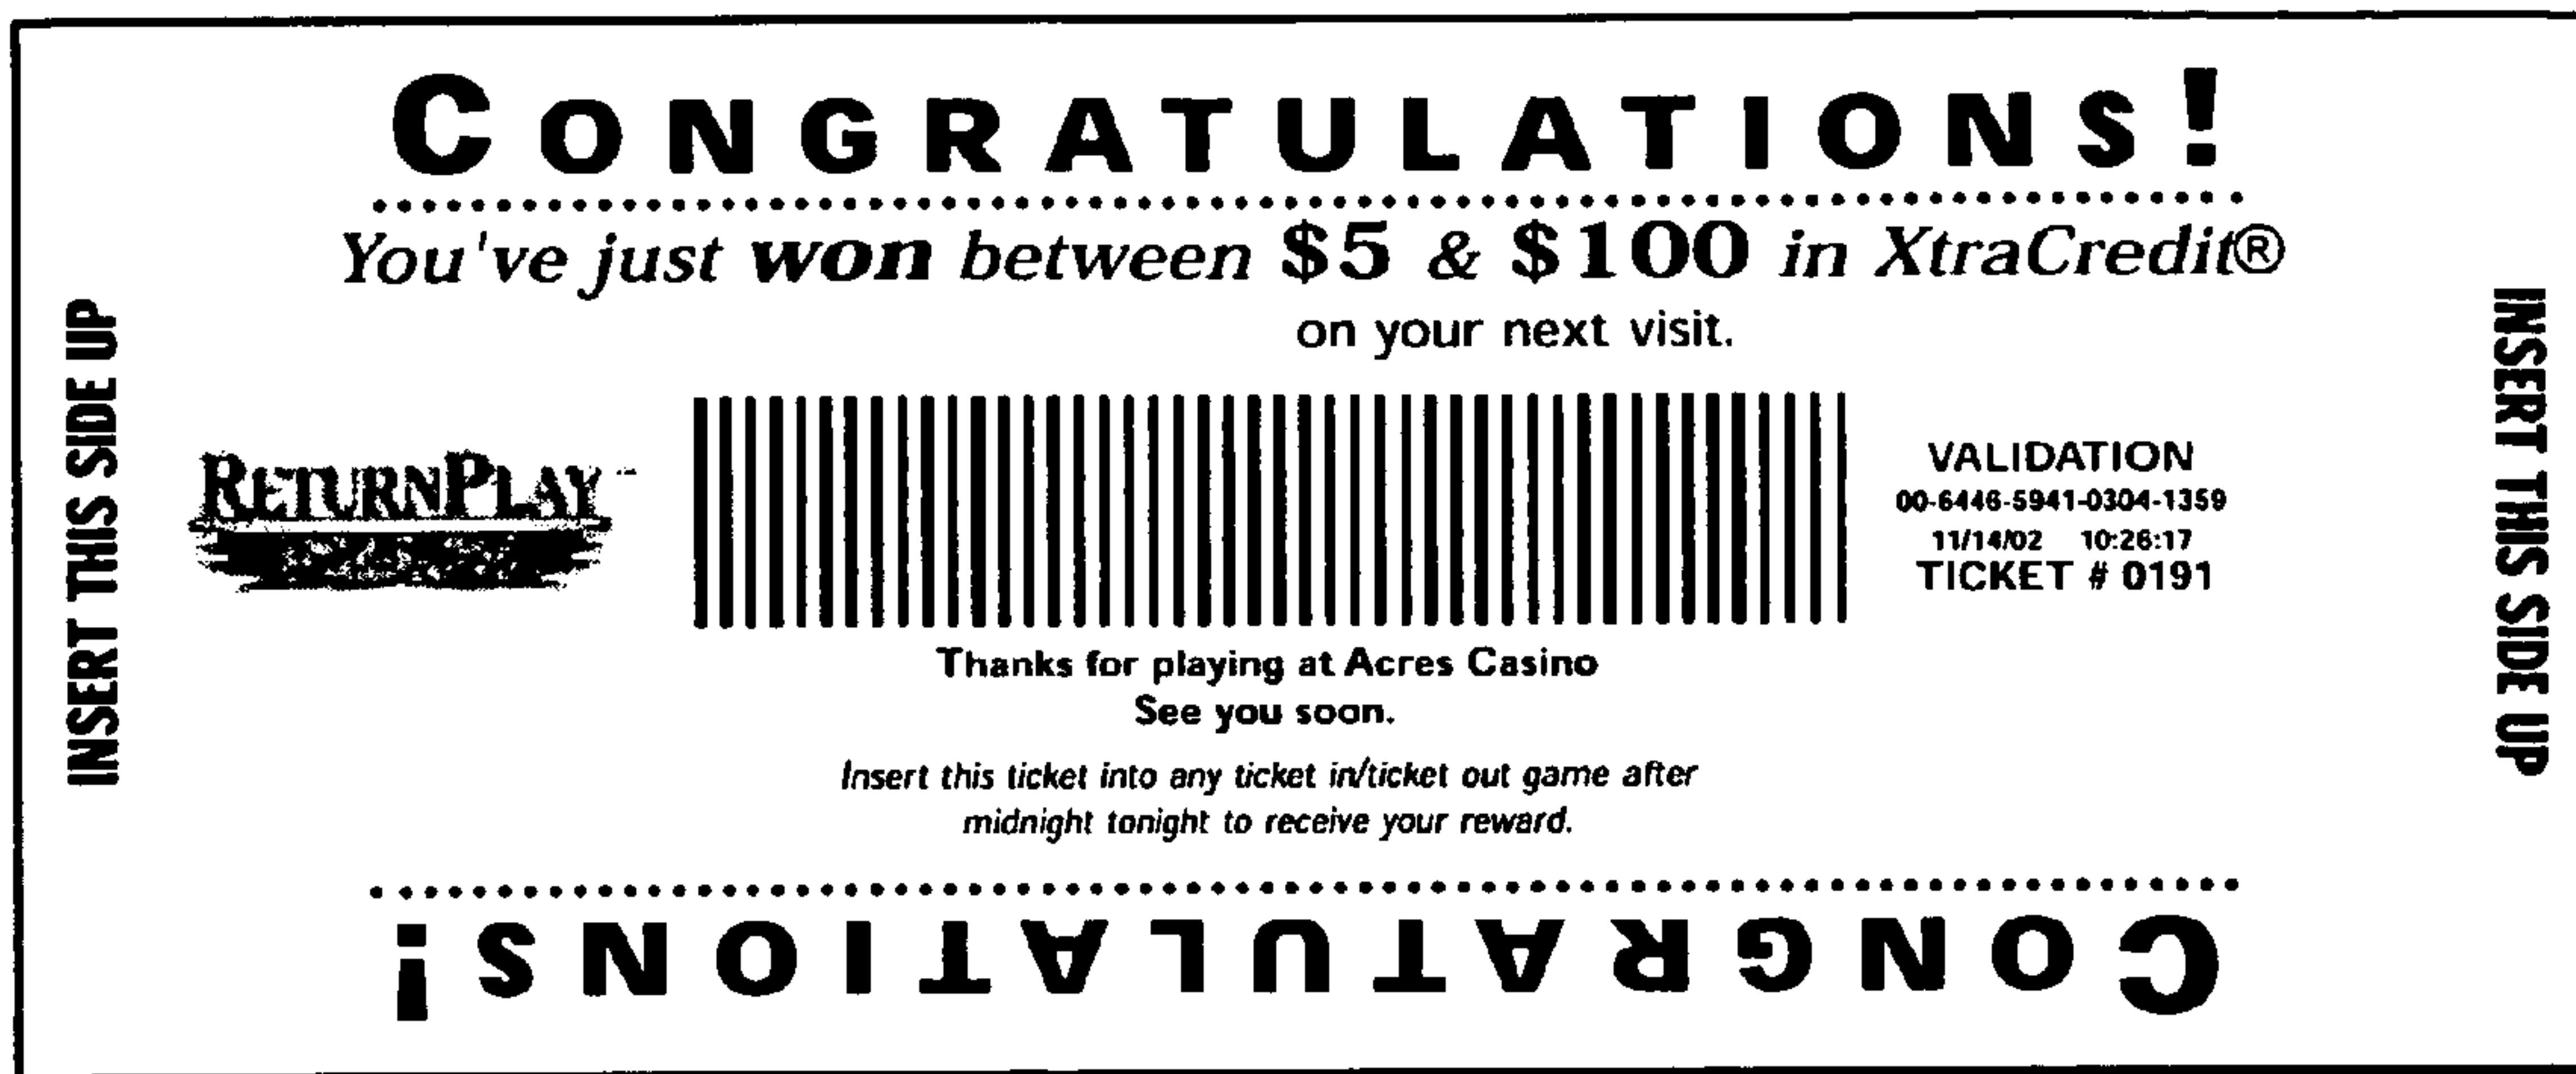 CONGRATULATIONS!
You've just won between $5 & $100 in XtraCredit®
on your next visit.
INSERT THIS SIDE UP
RETURNPLAY
VALIDATION
00-6446-5941-0304-1359
11/14/02 10:26:17
TICKET # 0191
INSERT THIS SIDE UP
Thanks for playing at Acres Casino
See you soon.
Insert this ticket into any ticket in/ticket out game after
midnight tonight to receive your reward.
CONGRATULATIONS!